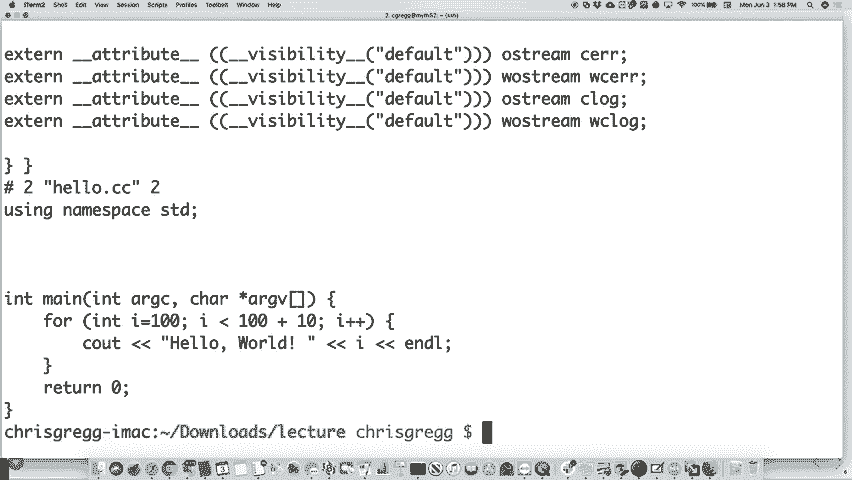 iTerm2 Shell Edit View Session Scripts Profiles Toolbelt Window Help 100% Mon Jun 3 1:58 PM
2. cgregg@myth52: ~ (ssh)
extern __attribute__ ((__visibility__("default"))) ostream cerr;
extern __attribute__ ((__visibility__("default"))) wostream wcerr;
extern __attribute__ ((__visibility__("default"))) ostream clog;
extern __attribute__ ((__visibility__("default"))) wostream wclog;
} }
# 2 "hello.cc" 2
using namespace std;
int main(int argc, char *argv[]) {
    for (int i=100; i < 100 + 10; i++) {
        cout << "Hello, World! " << i << endl;
    }
    return 0;
}
chrisgregg-imac:~/Downloads/lecture chrisgregg $